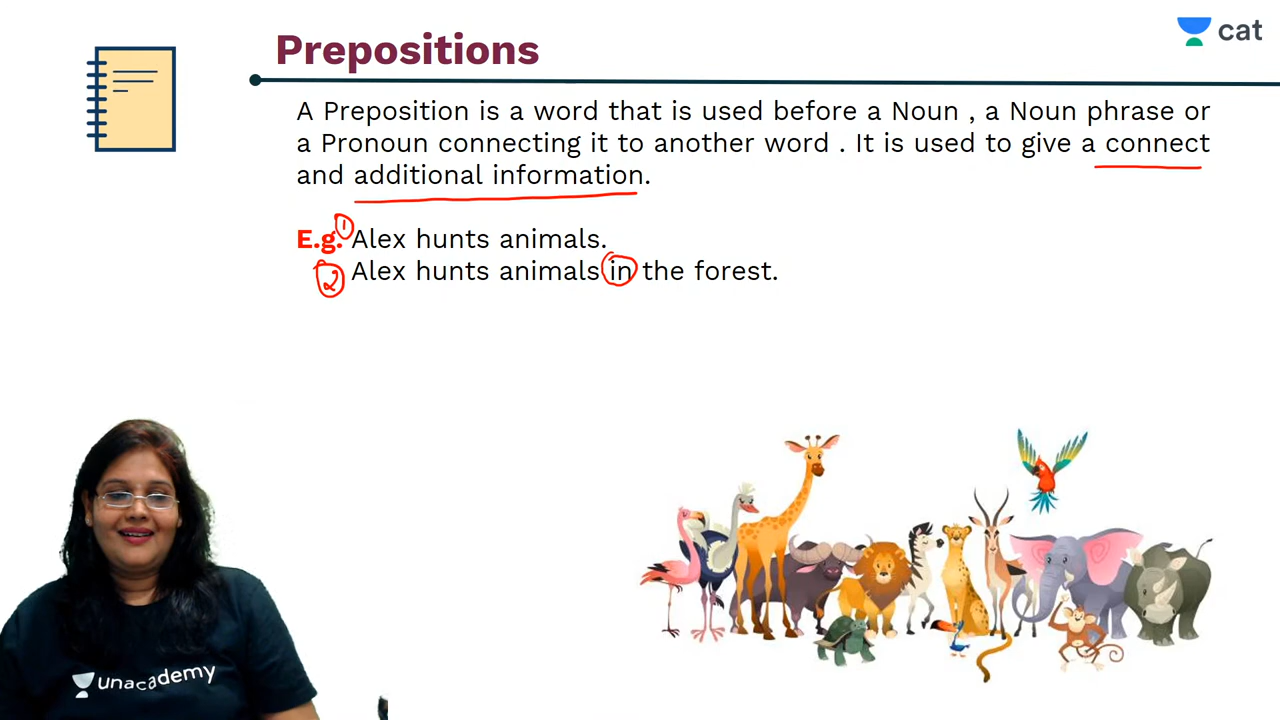 cat
Prepositions
A Preposition is a word that is used before a Noun , a Noun phrase or
a Pronoun connecting it to another word . It is used to give a connect
and additional information.
E.g. 1 Alex hunts animals.
2 Alex hunts animals in the forest.
unacademy